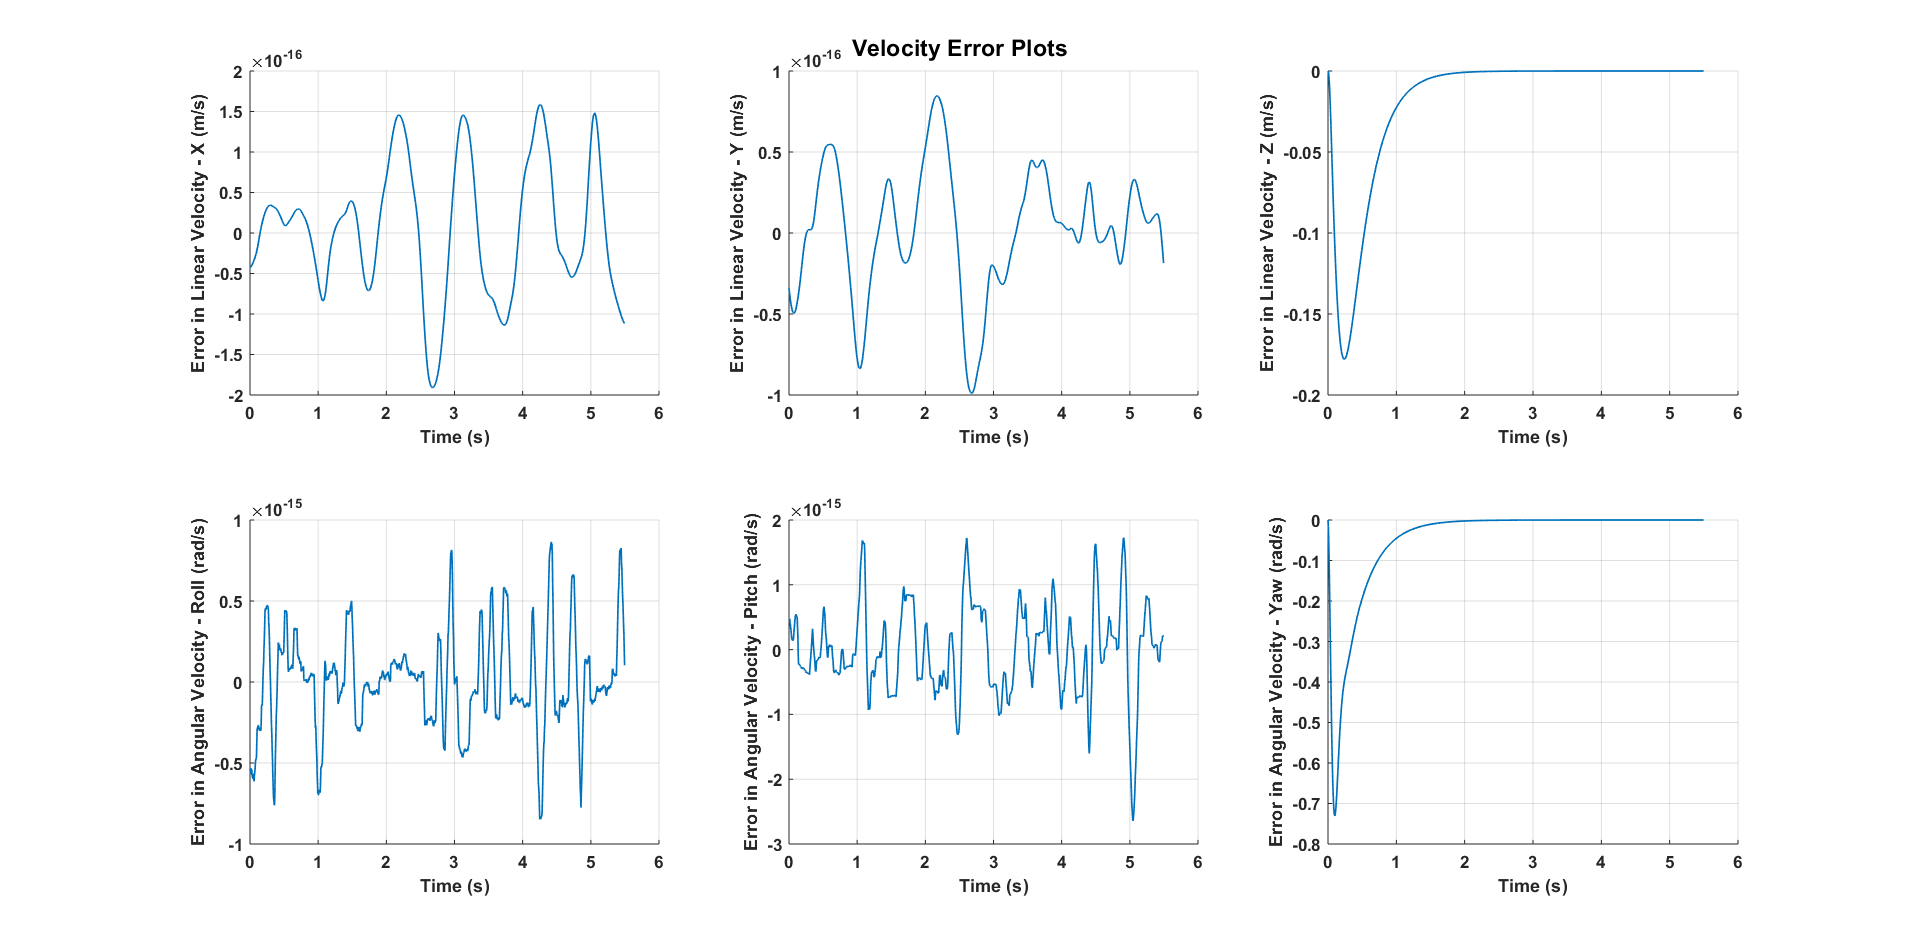 Velocity Error Plots
×10-16
2
1.5
1
0.5
0
-0.5
-1
-1.5
-2
0 1 2 3 4 5 6
Time (s)
Error in Linear Velocity - X (m/s)
×10-16
1
0.5
0
-0.5
-1
0 1 2 3 4 5 6
Time (s)
Error in Linear Velocity - Y (m/s)
0
-0.05
-0.1
-0.15
-0.2
0 1 2 3 4 5 6
Time (s)
Error in Linear Velocity - Z (m/s)
×10-15
1
0.5
0
-0.5
-1
0 1 2 3 4 5 6
Time (s)
Error in Angular Velocity - Roll (rad/s)
×10-15
2
1
0
-1
-2
-3
0 1 2 3 4 5 6
Time (s)
Error in Angular Velocity - Pitch (rad/s)
0
-0.1
-0.2
-0.3
-0.4
-0.5
-0.6
-0.7
-0.8
0 1 2 3 4 5 6
Time (s)
Error in Angular Velocity - Yaw (rad/s)